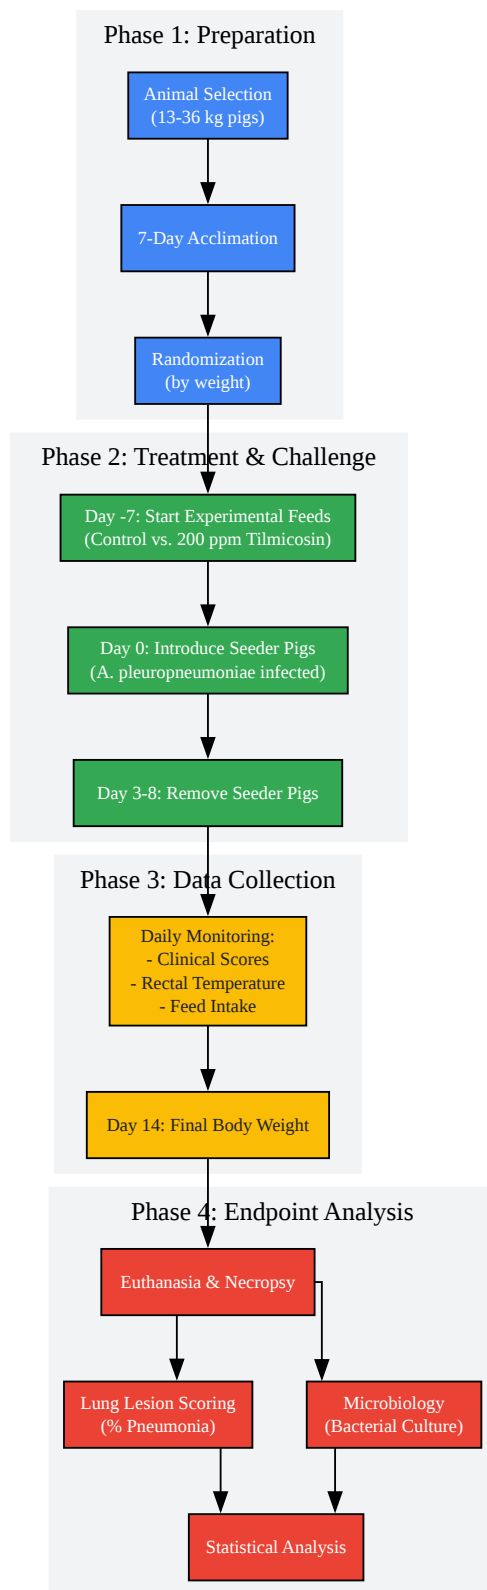 Phase 1: Preparation
Animal Selection
(13-36 kg pigs)
7-Day Acclimation
Randomization
(by weight)
Phase 2: Treatment & Challenge
Day -7: Start Experimental Feeds
(Control vs. 200 ppm Tilmicosin)
Day 0: Introduce Seeder Pigs
(A. pleuropneumoniae infected)
Day 3-8: Remove Seeder Pigs
Phase 3: Data Collection
Daily Monitoring:
- Clinical Scores
- Rectal Temperature
- Feed Intake
Day 14: Final Body Weight
Phase 4: Endpoint Analysis
Euthanasia & Necropsy
Lung Lesion Scoring
(% Pneumonia)
Microbiology
(Bacterial Culture)
Statistical Analysis